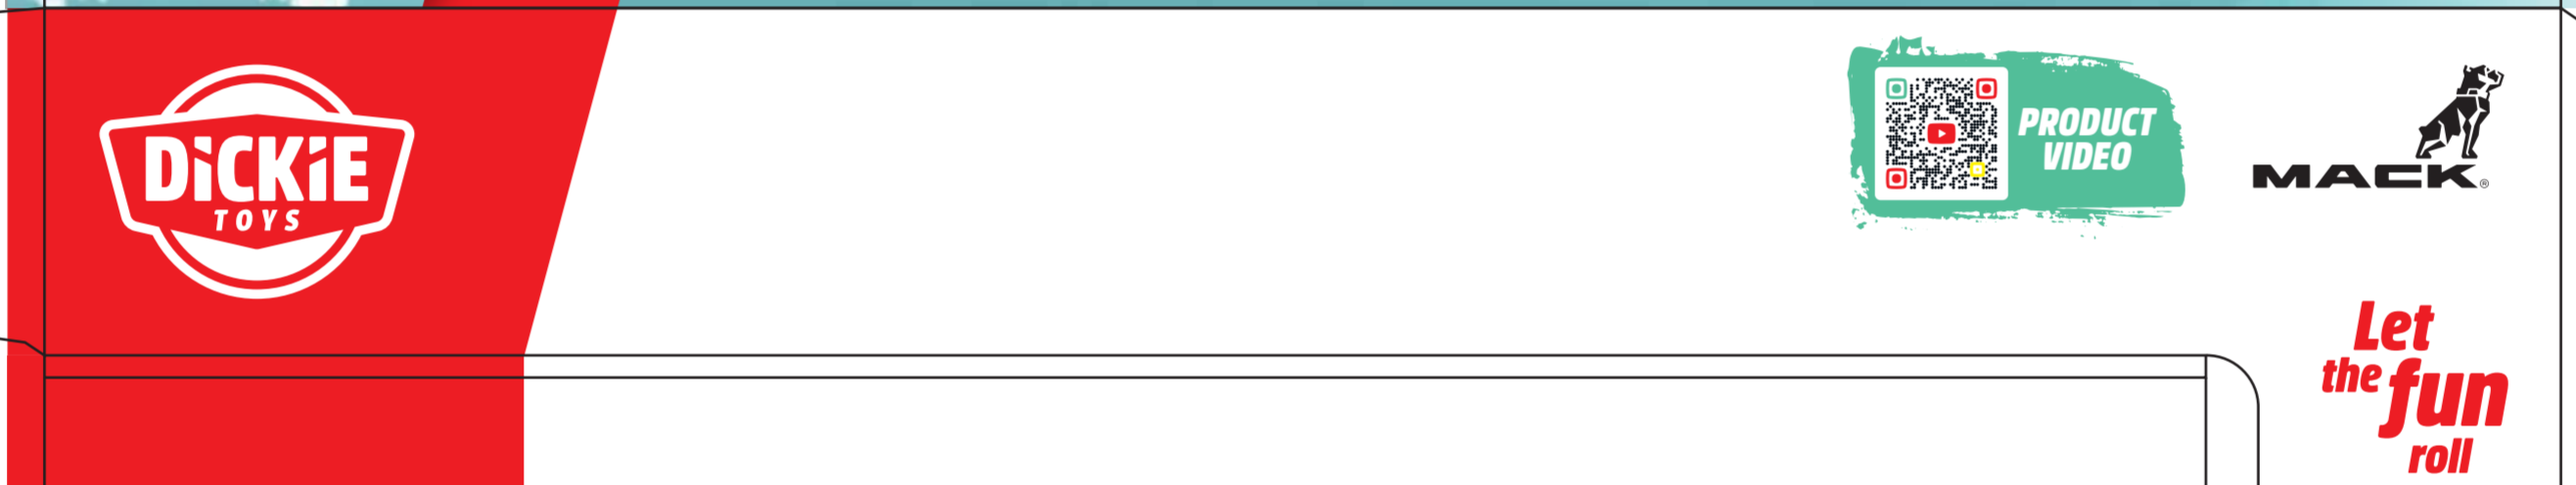 DiCKiE
TOYS
PRODUCT
VIDEO
MACK®
Let
the fun
roll